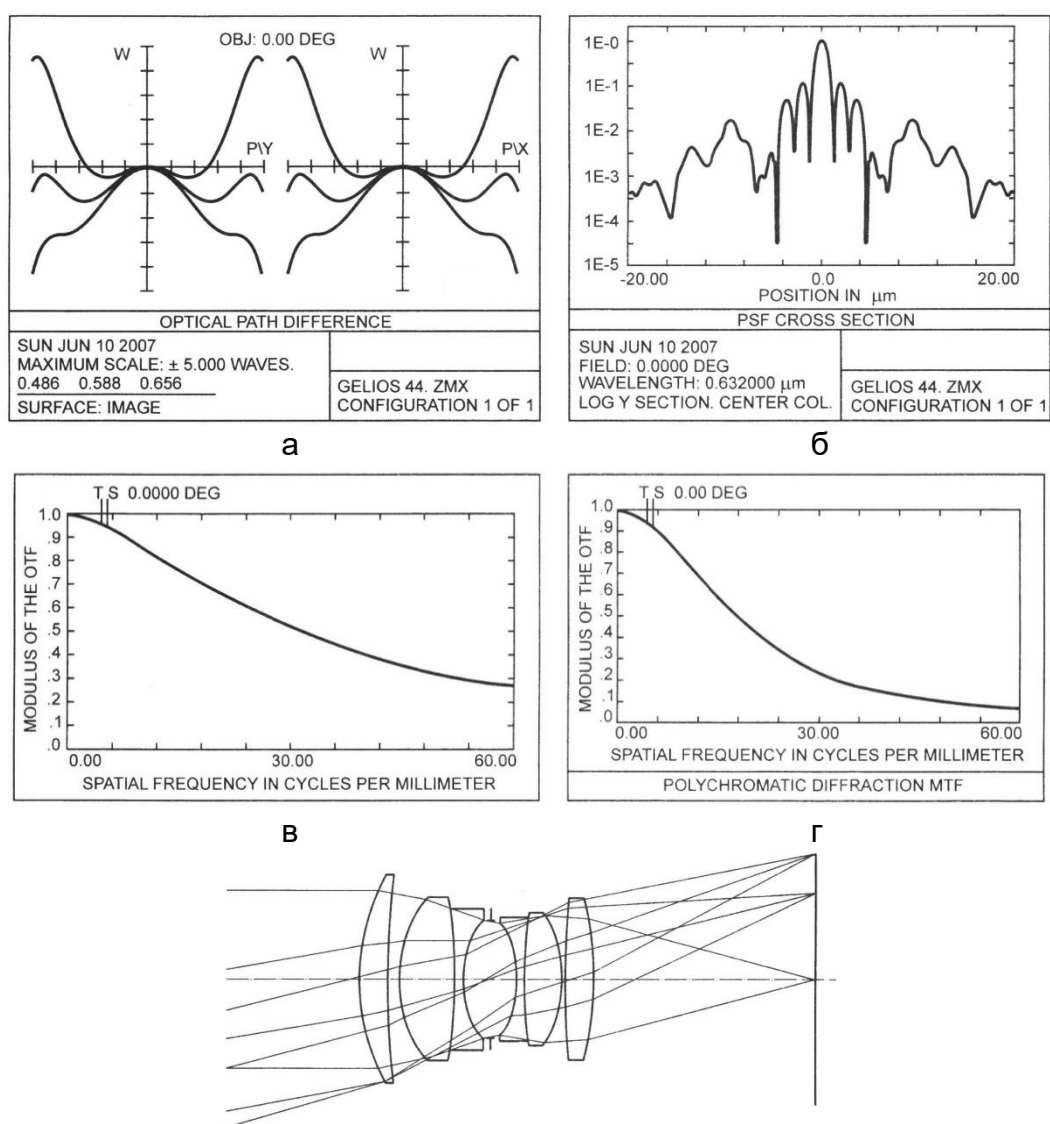 OBJ: 0.00 DEG
W
W
P\Y
P\X
OPTICAL PATH DIFFERENCE
SUN JUN 10 2007
MAXIMUM SCALE: ± 5.000 WAVES.
0.486 0.588 0.656
SURFACE: IMAGE
GELIOS 44. ZMX
CONFIGURATION 1 OF 1
а
1E-0
1E-1
1E-2
1E-3
1E-4
1E-5
-20.00 0.0 20.00
POSITION IN µm
PSF CROSS SECTION
SUN JUN 10 2007
FIELD: 0.0000 DEG
WAVELENGTH: 0.632000 µm
LOG Y SECTION. CENTER COL.
GELIOS 44. ZMX
CONFIGURATION 1 OF 1
б
T S 0.0000 DEG
MODULUS OF THE OTF
1.0
.9
.8
.7
.6
.5
.4
.3
.2
.1
.0
0.00 30.00 60.00
SPATIAL FREQUENCY IN CYCLES PER MILLIMETER
в
T S 0.00 DEG
MODULUS OF THE OTF
1.0
.9
.8
.7
.6
.5
.4
.3
.2
.1
.0
0.00 30.00 60.00
SPATIAL FREQUENCY IN CYCLES PER MILLIMETER
POLYCHROMATIC DIFFRACTION MTF
г